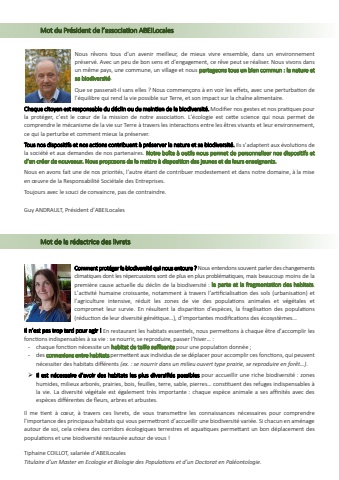 Mot du Président de l'association ABEILocales
Nous rêvons tous d'un avenir meilleur, de mieux vivre ensemble, dans un environnement
préservé. Avec un peu de bon sens et d'engagement, ce rêve peut se réaliser. Nous vivons dans
un même pays, une commune, un village et nous partageons tous un bien commun : la nature et
sa biodiversité.
Que se passerait-il sans elles ? Nous commençons à en voir les effets, avec une perturbation de
l'équilibre qui rend la vie possible sur Terre, et son impact sur la chaîne alimentaire.
Chaque citoyen est responsable du déclin ou du maintien de la biodiversité. Modifier nos gestes et nos pratiques pour
la protéger, c'est le cœur de la mission de notre association. L'écologie est cette science qui nous permet de
comprendre le mécanisme de la vie sur Terre à travers les interactions entre les êtres vivants et leur environnement,
ce qui la perturbe et comment mieux la préserver.
Tous nos dispositifs et nos actions contribuent à préserver la nature et sa biodiversité. Ils s'adaptent aux évolutions de
la société et aux demandes de nos partenaires. Notre boîte à outils nous permet de personnaliser nos dispositifs et
d'en créer de nouveaux. Nous proposons de la mettre à disposition des jeunes et de leurs enseignants.
Nous en avons fait une de nos priorités, l'autre étant de contribuer modestement et dans notre domaine, à la mise
en œuvre de la Responsabilité Sociétale des Entreprises.
Toujours avec le souci de convaincre, pas de contraindre.
Guy ANDRAULT, Président d'ABEILocales
Mot de la rédactrice des livrets
Comment protéger la biodiversité qui nous entoure ? Nous entendons souvent parler des changements
climatiques dont les répercussions sont de plus en plus problématiques, mais beaucoup moins de la
première cause actuelle du déclin de la biodiversité : la perte et la fragmentation des habitats.
L'activité humaine croissante, notamment à travers l'artificialisation des sols (urbanisation) et
l'agriculture intensive, réduit les zones de vie des populations animales et végétales et
compromet leur survie. En résultent la disparition d'espèces, la fragilisation des populations
(réduction de leur diversité génétique...), d'importantes modifications des écosystèmes...
Il n'est pas trop tard pour agir ! En restaurant les habitats essentiels, nous permettons à chaque être d'accomplir les
fonctions indispensables à sa vie : se nourrir, se reproduire, passer l'hiver... :
- chaque fonction nécessite un habitat de taille suffisante pour une population donnée ;
- des connexions entre habitats permettent aux individus de se déplacer pour accomplir ces fonctions, qui peuvent
nécessiter des habitats différents (ex. : se nourrir dans un milieu ouvert type prairie, se reproduire en forêt...).
➤ Il est nécessaire d'avoir des habitats les plus diversifiés possibles pour accueillir une riche biodiversité : zones
humides, milieux arborés, prairies, bois, feuilles, terre, sable, pierres... constituent des refuges indispensables à
la vie. La diversité végétale est également très importante : chaque espèce animale a ses affinités avec des
espèces différentes de fleurs, arbres et arbustes.
Il me tient à cœur, à travers ces livrets, de vous transmettre les connaissances nécessaires pour comprendre
l'importance des principaux habitats qui vous permettront d'accueillir une biodiversité variée. Si chacun en aménage
autour de soi, cela créera des corridors écologiques terrestres et aquatiques permettant un bon déplacement des
populations et une biodiversité restaurée autour de vous !
Tiphaine COILLOT, salariée d'ABEILocales
Titulaire d'un Master en Ecologie et Biologie des Populations et d'un Doctorat en Paléontologie.